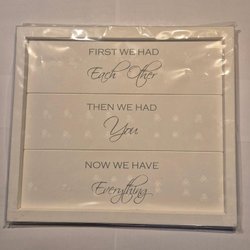 FIRST WE HAD
Each Other
THEN WE HAD
You
NOW WE HAVE
Everything